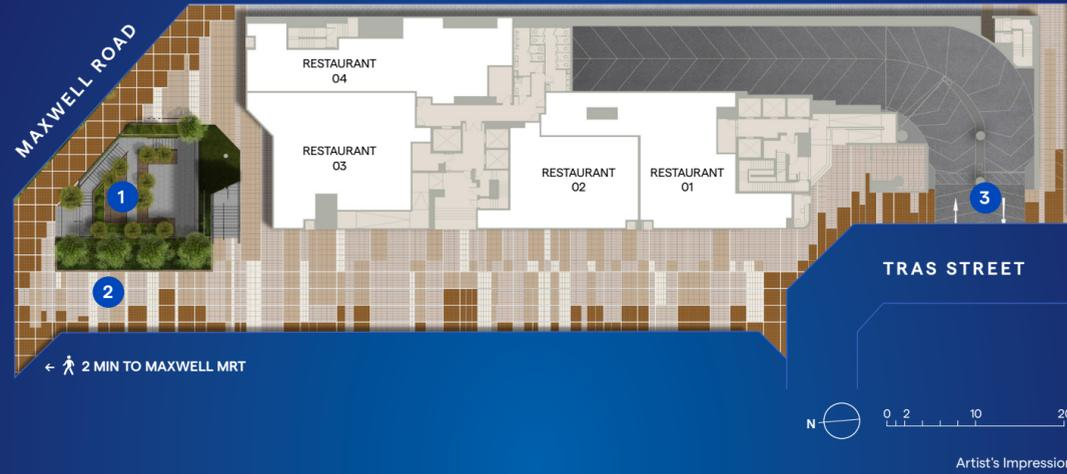 MAXWELL ROAD
RESTAURANT
04
RESTAURANT
03
RESTAURANT
02
RESTAURANT
01
1
2
3
TRAS STREET
← 2 MIN TO MAXWELL MRT
N
0 2 10 20
Artist's Impression